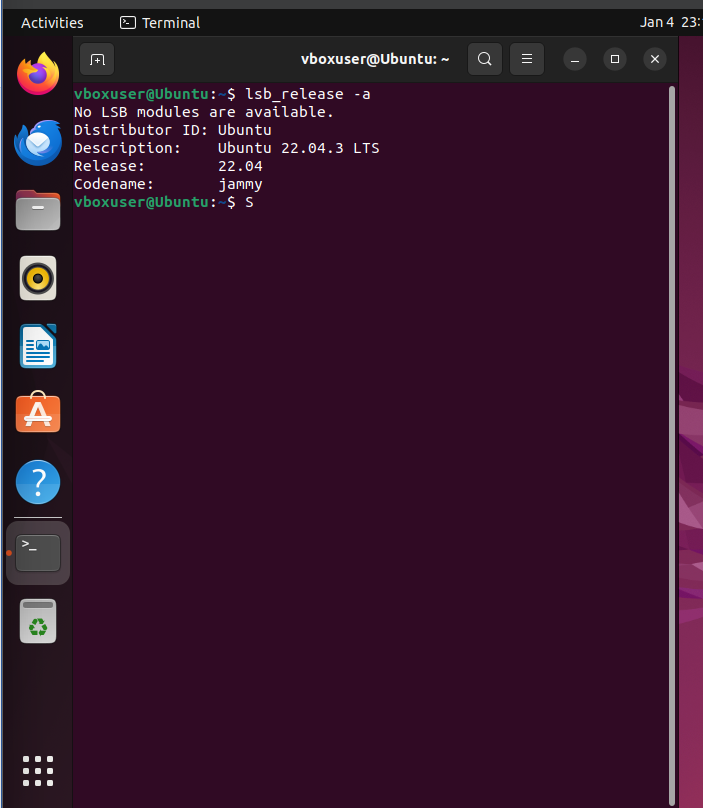 Activities Terminal Jan 4 23:
vboxuser@Ubuntu: ~
vboxuser@Ubuntu:~$ lsb_release -a
No LSB modules are available.
Distributor ID: Ubuntu
Description:    Ubuntu 22.04.3 LTS
Release:        22.04
Codename:       jammy
vboxuser@Ubuntu:~$ S